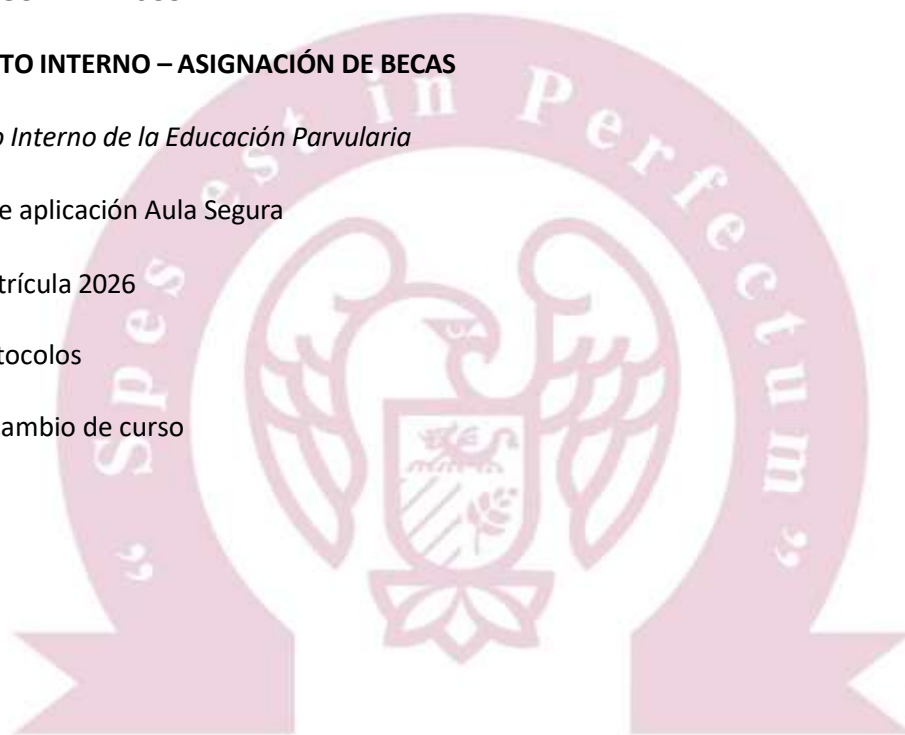 TO INTERNO – ASIGNACIÓN DE BECAS
o Interno de la Educación Parvularia
e aplicación Aula Segura
trícula 2026
tocolos
ambio de curso
“ Spes est in Perfectum ”